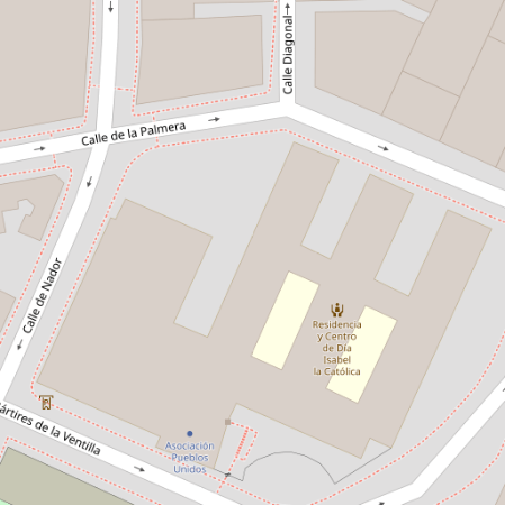 Calle Diagonal
Calle de la Palmera
Calle de Nador
Residencia
y Centro
de Día
Isabel
la Católica
ártires de la Ventilla
Asociación
Pueblos
Unidos